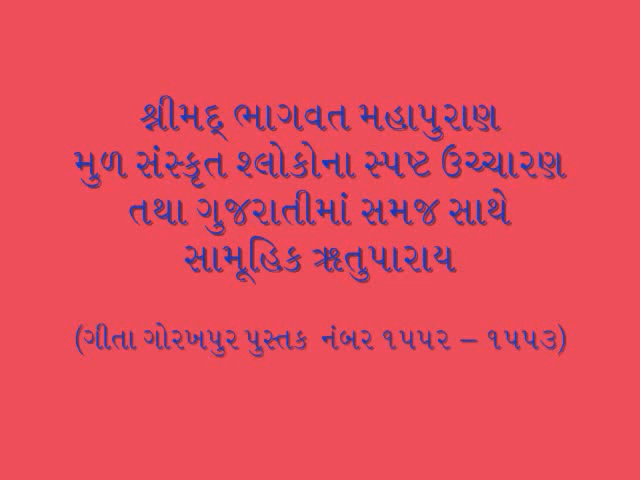 શ્રીમદ્ ભાગવત મહાપુરાણ
મુળ સંસ્કૃત શ્લોકોના સ્પષ્ટ ઉચ્ચારણ
તથા ગુજરાતીમાં સમજ સાથે
સામૂહિક ઋતુપારાય
(ગીતા ગોરખપુર પુસ્તક નંબર ૧૫૫૨ – ૧૫૫૩)